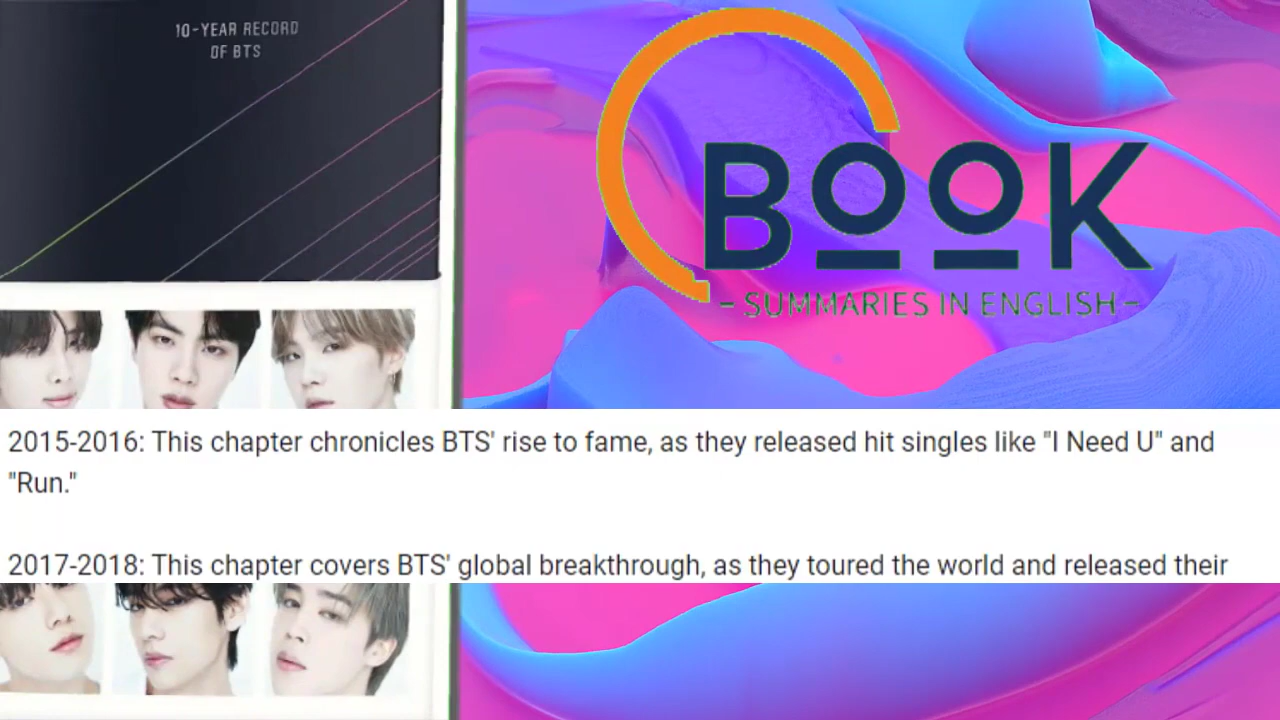 10-YEAR RECORD
OF BTS
BOOK
- SUMMARIES IN ENGLISH -
2015-2016: This chapter chronicles BTS' rise to fame, as they released hit singles like "I Need U" and
"Run."
2017-2018: This chapter covers BTS' global breakthrough, as they toured the world and released their